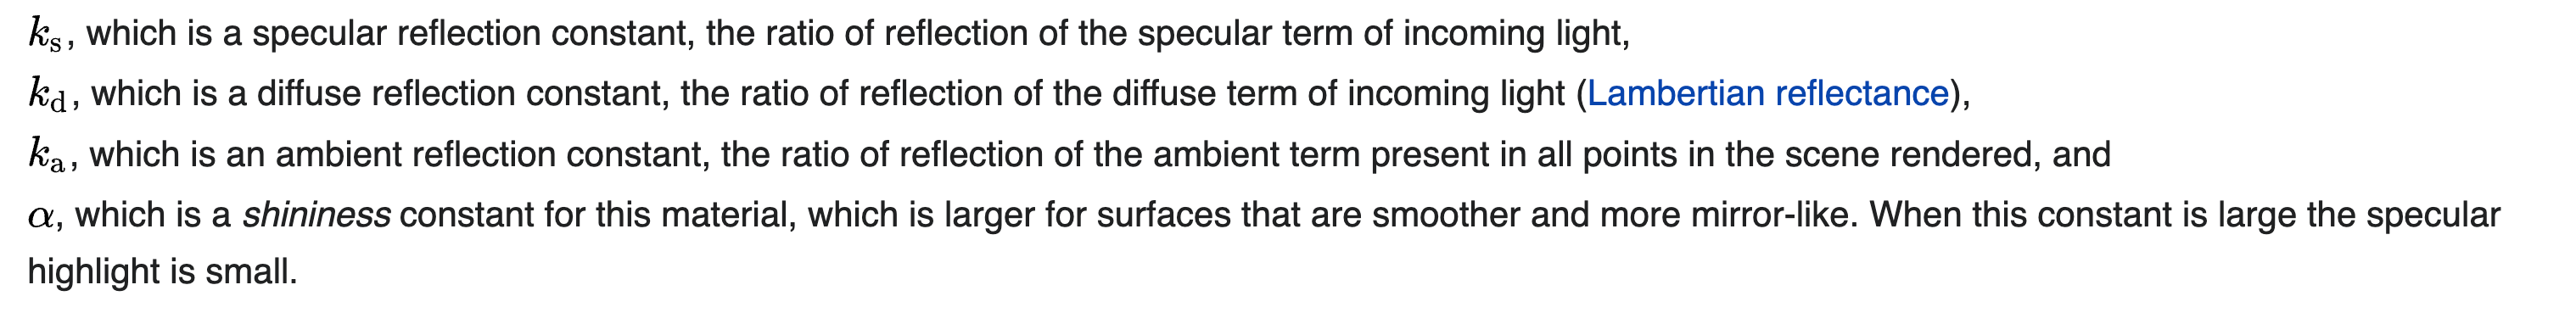 kₛ, which is a specular reflection constant, the ratio of reflection of the specular term of incoming light,
k_d, which is a diffuse reflection constant, the ratio of reflection of the diffuse term of incoming light (Lambertian reflectance),
kₐ, which is an ambient reflection constant, the ratio of reflection of the ambient term present in all points in the scene rendered, and
α, which is a shininess constant for this material, which is larger for surfaces that are smoother and more mirror-like. When this constant is large the specular
highlight is small.